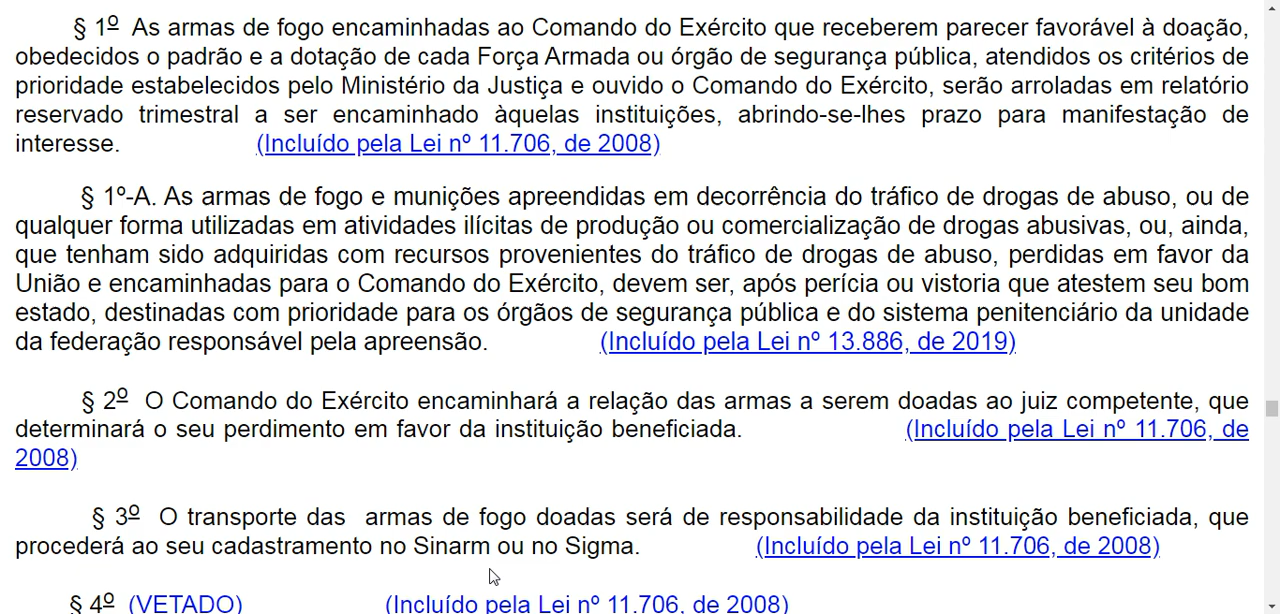 § 1º As armas de fogo encaminhadas ao Comando do Exército que receberem parecer favorável à doação,
obedecidos o padrão e a dotação de cada Força Armada ou órgão de segurança pública, atendidos os critérios de
prioridade estabelecidos pelo Ministério da Justiça e ouvido o Comando do Exército, serão arroladas em relatório
reservado trimestral a ser encaminhado àquelas instituições, abrindo-se-lhes prazo para manifestação de
interesse. (Incluído pela Lei nº 11.706, de 2008)
§ 1º-A. As armas de fogo e munições apreendidas em decorrência do tráfico de drogas de abuso, ou de
qualquer forma utilizadas em atividades ilícitas de produção ou comercialização de drogas abusivas, ou, ainda,
que tenham sido adquiridas com recursos provenientes do tráfico de drogas de abuso, perdidas em favor da
União e encaminhadas para o Comando do Exército, devem ser, após perícia ou vistoria que atestem seu bom
estado, destinadas com prioridade para os órgãos de segurança pública e do sistema penitenciário da unidade
da federação responsável pela apreensão. (Incluído pela Lei nº 13.886, de 2019)
§ 2º O Comando do Exército encaminhará a relação das armas a serem doadas ao juiz competente, que
determinará o seu perdimento em favor da instituição beneficiada. (Incluído pela Lei nº 11.706, de
2008)
§ 3º O transporte das armas de fogo doadas será de responsabilidade da instituição beneficiada, que
procederá ao seu cadastramento no Sinarm ou no Sigma. (Incluído pela Lei nº 11.706, de 2008)
§ 4º (VETADO) (Incluído pela Lei nº 11.706, de 2008)